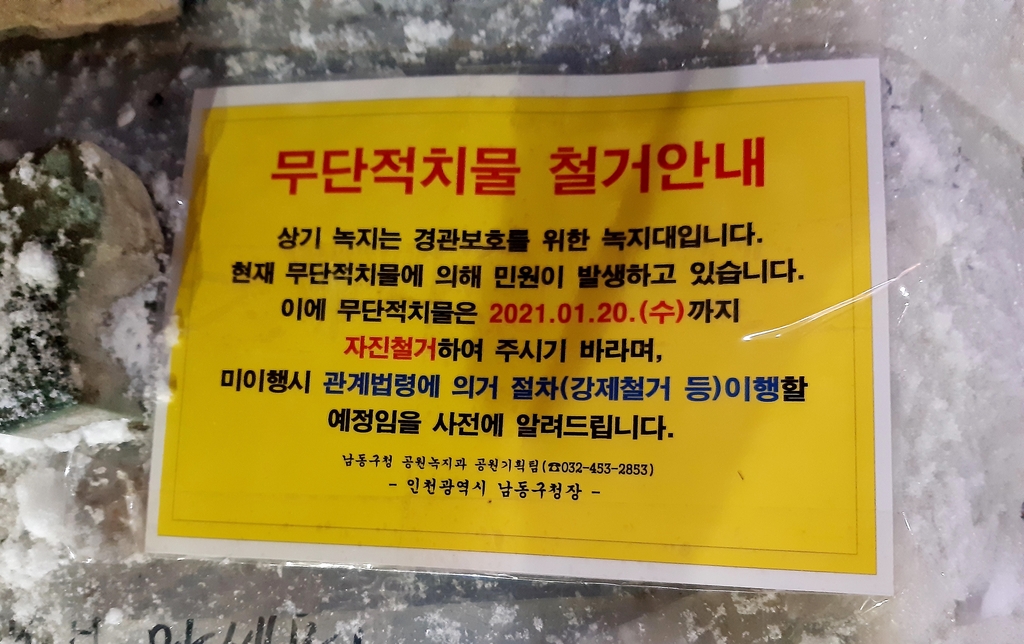 무단적치물 철거안내
상기 녹지는 경관보호를 위한 녹지대입니다.
현재 무단적치물에 의해 민원이 발생하고 있습니다.
이에 무단적치물은 2021.01.20.(수)까지
자진철거하여 주시기 바라며,
미이행시 관계법령에 의거 절차(강제철거 등)이행할
예정임을 사전에 알려드립니다.
남동구청 공원녹지과 공원기획팀(☎032-453-2853)
- 인천광역시 남동구청장 -